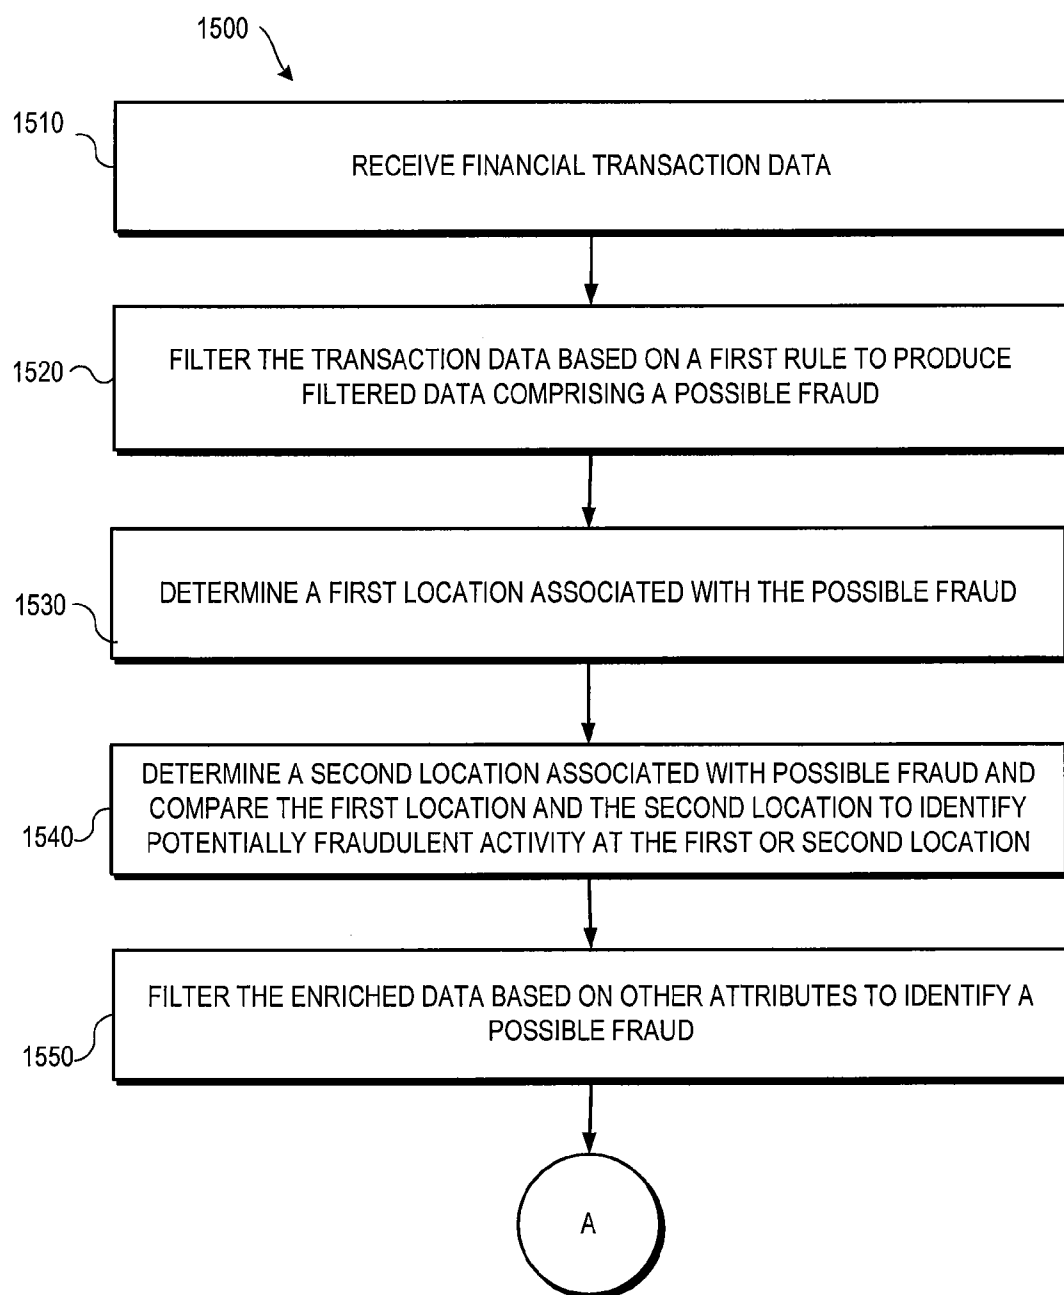 1500
1510
RECEIVE FINANCIAL TRANSACTION DATA
1520
FILTER THE TRANSACTION DATA BASED ON A FIRST RULE TO PRODUCE
FILTERED DATA COMPRISING A POSSIBLE FRAUD
1530
DETERMINE A FIRST LOCATION ASSOCIATED WITH THE POSSIBLE FRAUD
1540
DETERMINE A SECOND LOCATION ASSOCIATED WITH POSSIBLE FRAUD AND
COMPARE THE FIRST LOCATION AND THE SECOND LOCATION TO IDENTIFY
POTENTIALLY FRAUDULENT ACTIVITY AT THE FIRST OR SECOND LOCATION
1550
FILTER THE ENRICHED DATA BASED ON OTHER ATTRIBUTES TO IDENTIFY A
POSSIBLE FRAUD
A